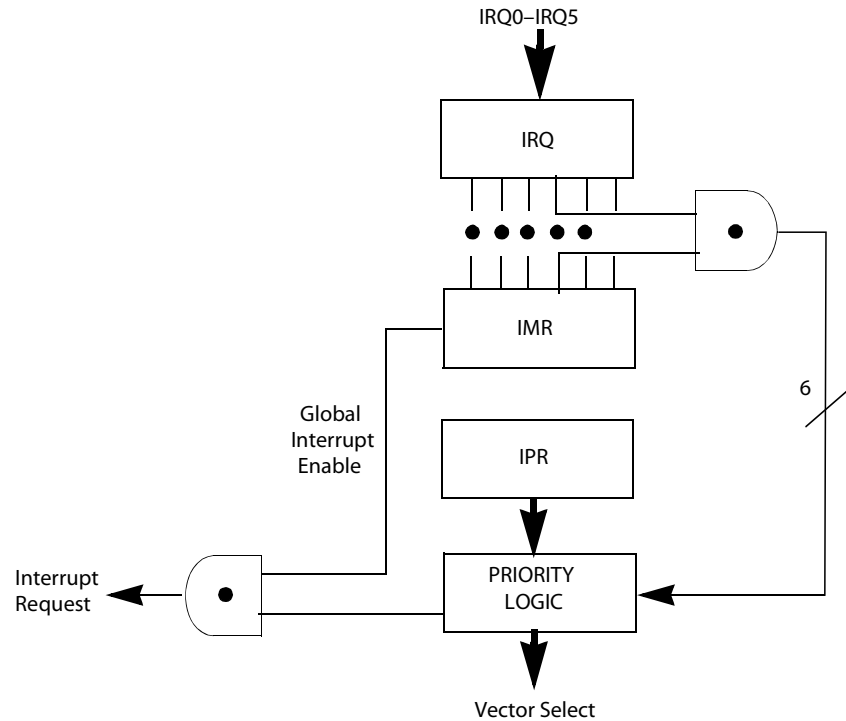 IRQ0–IRQ5
IRQ
IMR
6
Global
Interrupt
Enable
IPR
PRIORITY
LOGIC
Interrupt
Request
Vector Select